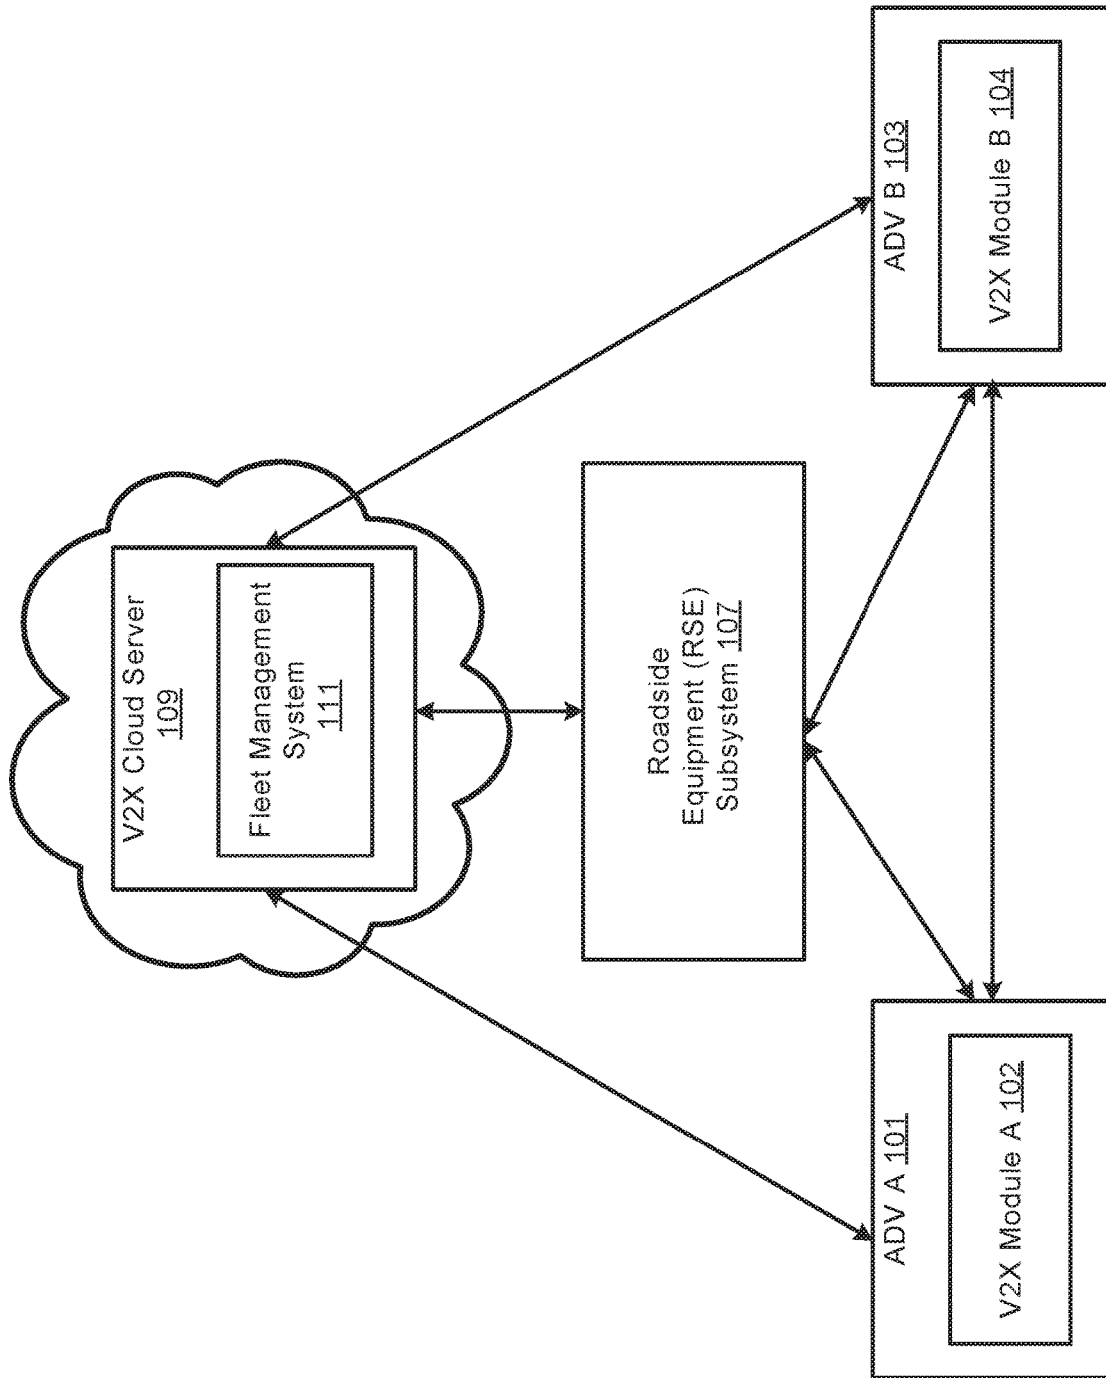 V2X Cloud Server
109
Fleet Management
System
111
Roadside
Equipment (RSE)
Subsystem 107
ADV A 101
V2X Module A 102
ADV B 103
V2X Module B 104